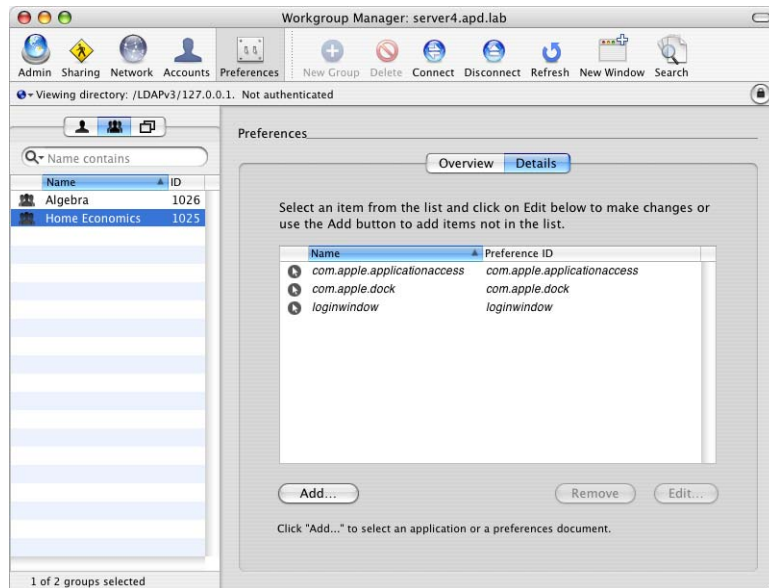 Workgroup Manager: server4.apd.lab
Admin Sharing Network Accounts Preferences New Group Delete Connect Disconnect Refresh New Window Search
Viewing directory: /LDAPv3/127.0.0.1. Not authenticated
Preferences
Name contains
Overview Details
Name ID
Algebra 1026
Home Economics 1025
Select an item from the list and click on Edit below to make changes or
use the Add button to add items not in the list.
Name Preference ID
com.apple.applicationaccess com.apple.applicationaccess
com.apple.dock com.apple.dock
loginwindow loginwindow
Add... Remove Edit...
Click "Add..." to select an application or a preferences document.
1 of 2 groups selected